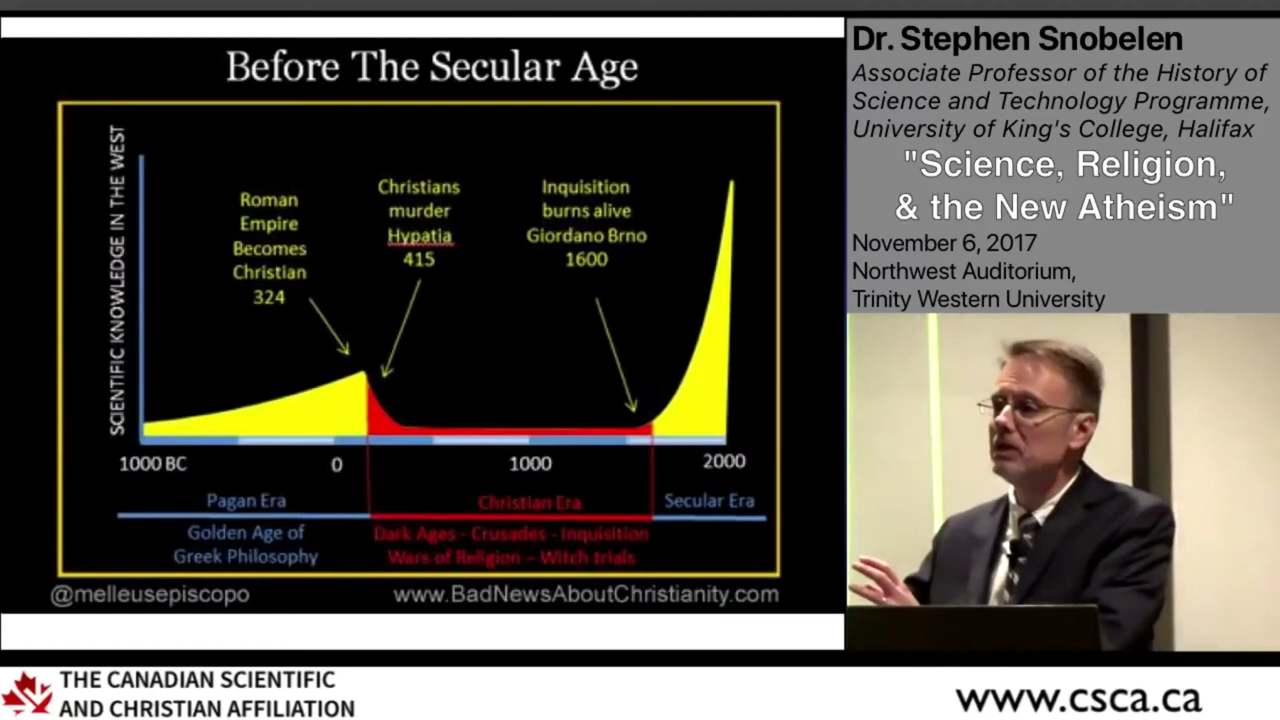 Before The Secular Age
SCIENTIFIC KNOWLEDGE IN THE WEST
Roman
Empire
Becomes
Christian
324
Christians
murder
Hypatia
415
Inquisition
burns alive
Giordano Brno
1600
1000 BC
0
1000
2000
Pagan Era
Christian Era
Secular Era
Golden Age of
Greek Philosophy
Dark Ages - Crusades - Inquisition
Wars of Religion – Witch trials
@melleusepiscopo
www.BadNewsAboutChristianity.com
Dr. Stephen Snobelen
Associate Professor of the History of
Science and Technology Programme,
University of King's College, Halifax
"Science, Religion,
& the New Atheism"
November 6, 2017
Northwest Auditorium,
Trinity Western University
THE CANADIAN SCIENTIFIC
AND CHRISTIAN AFFILIATION
www.csca.ca